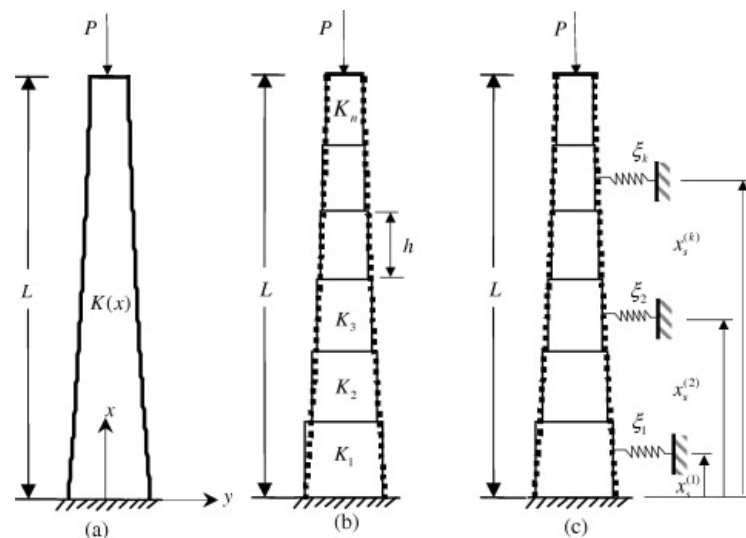 P
L
K(x)
x
y
(a)
P
L
K_n
h
K_3
K_2
K_1
(b)
P
L
ξ_k
x_s^{(k)}
ξ_2
x_s^{(2)}
ξ_1
x_s^{(1)}
(c)